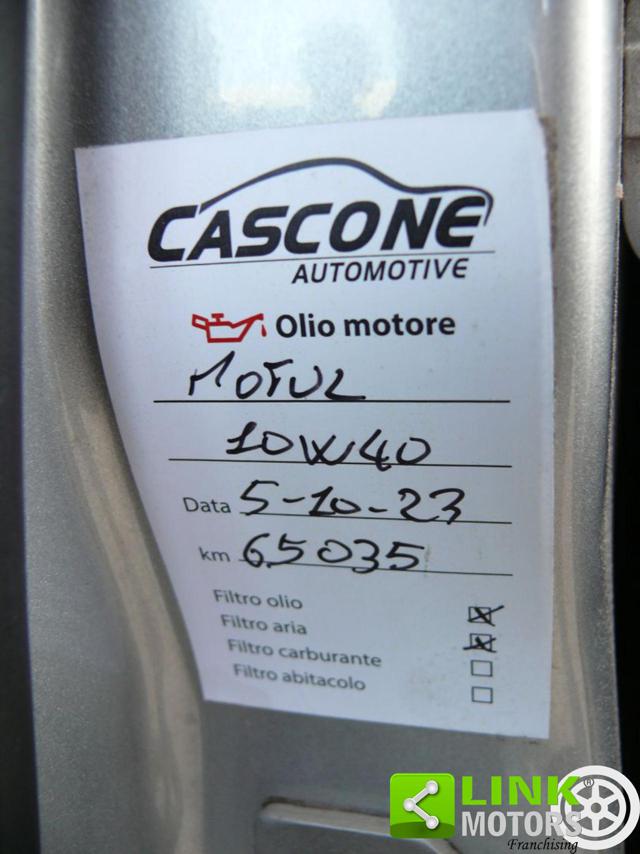 CASCONE
AUTOMOTIVE
Olio motore
MOTUL
10W40
Data 5-10-23
km 65035
Filtro olio
Filtro aria
Filtro carburante
Filtro abitacolo
LINK
MOTORS®
Franchising